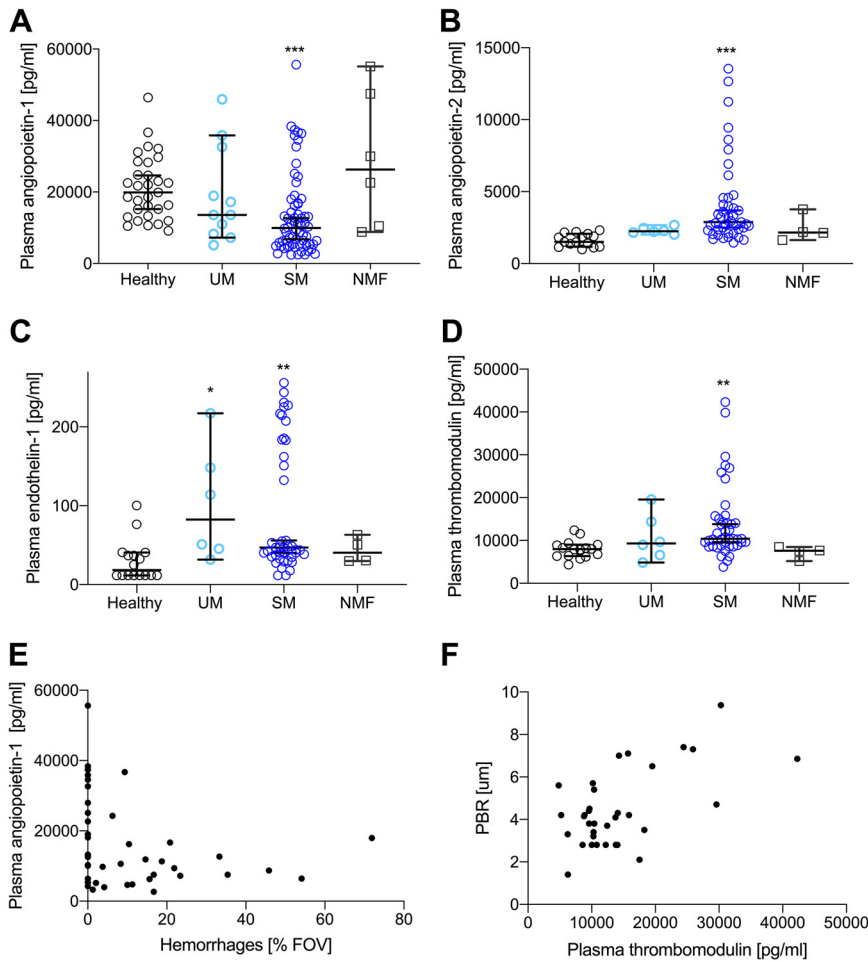 A
Plasma angiopoietin-1 [pg/ml]
60000
40000
20000
0
***
Healthy UM SM NMF
B
Plasma angiopoietin-2 [pg/ml]
15000
10000
5000
0
***
Healthy UM SM NMF
C
Plasma endothelin-1 [pg/ml]
200
100
0
*
**
Healthy UM SM NMF
D
Plasma thrombomodulin [pg/ml]
50000
40000
30000
20000
10000
0
**
Healthy UM SM NMF
E
Plasma angiopoietin-1 [pg/ml]
60000
40000
20000
0
0 20 40 60 80
Hemorrhages [% FOV]
F
PBR [um]
10
8
6
4
2
0
0 10000 20000 30000 40000 50000
Plasma thrombomodulin [pg/ml]